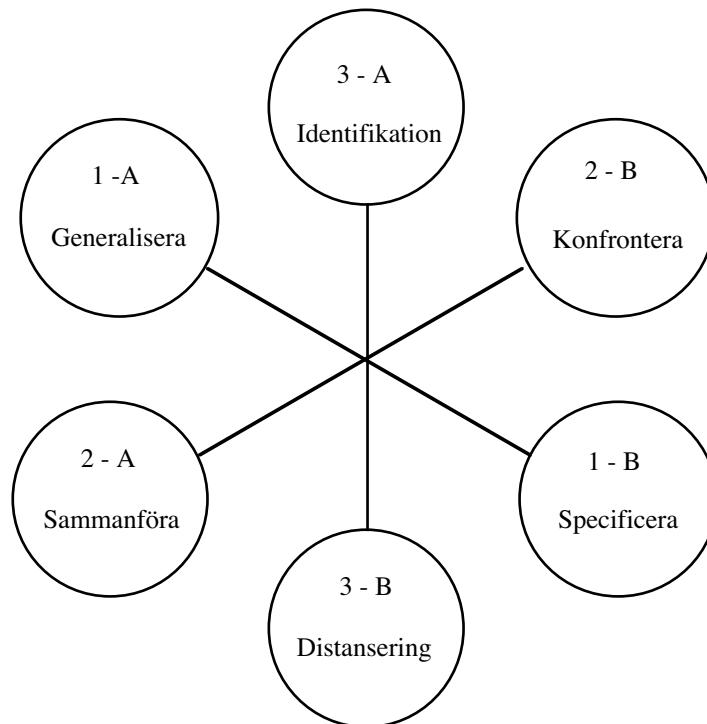 3 - A
Identifikation
1 -A
Generalisera
2 - B
Konfrontera
2 - A
Sammanföra
1 - B
Specificera
3 - B
Distansering